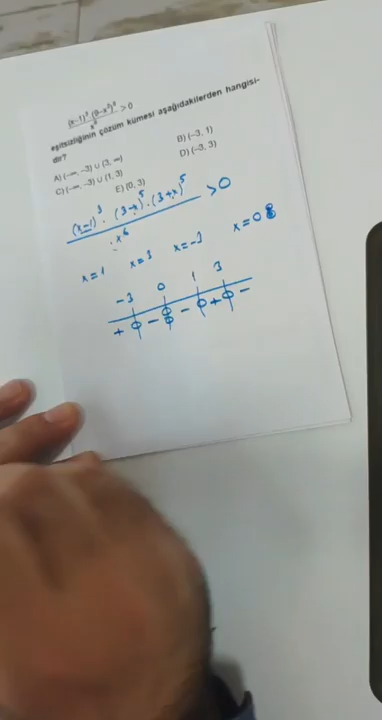 (x-1)³·(9-x²)⁵ >0
x⁶
eşitsizliğinin çözüm kümesi aşağıdakilerden hangisi-
dir?
A) (-∞, -3) ∪ (3, ∞)
B) (-3, 1)
C) (-∞, -3) ∪ (1, 3)
D) (-3, 3)
E) (0, 3)
(x-1)³ · (3-x)⁵ · (3+x)⁵ >0
x⁶
x=1 x=3 x=-3 x=0
-3 0 1 3
+ - - + -